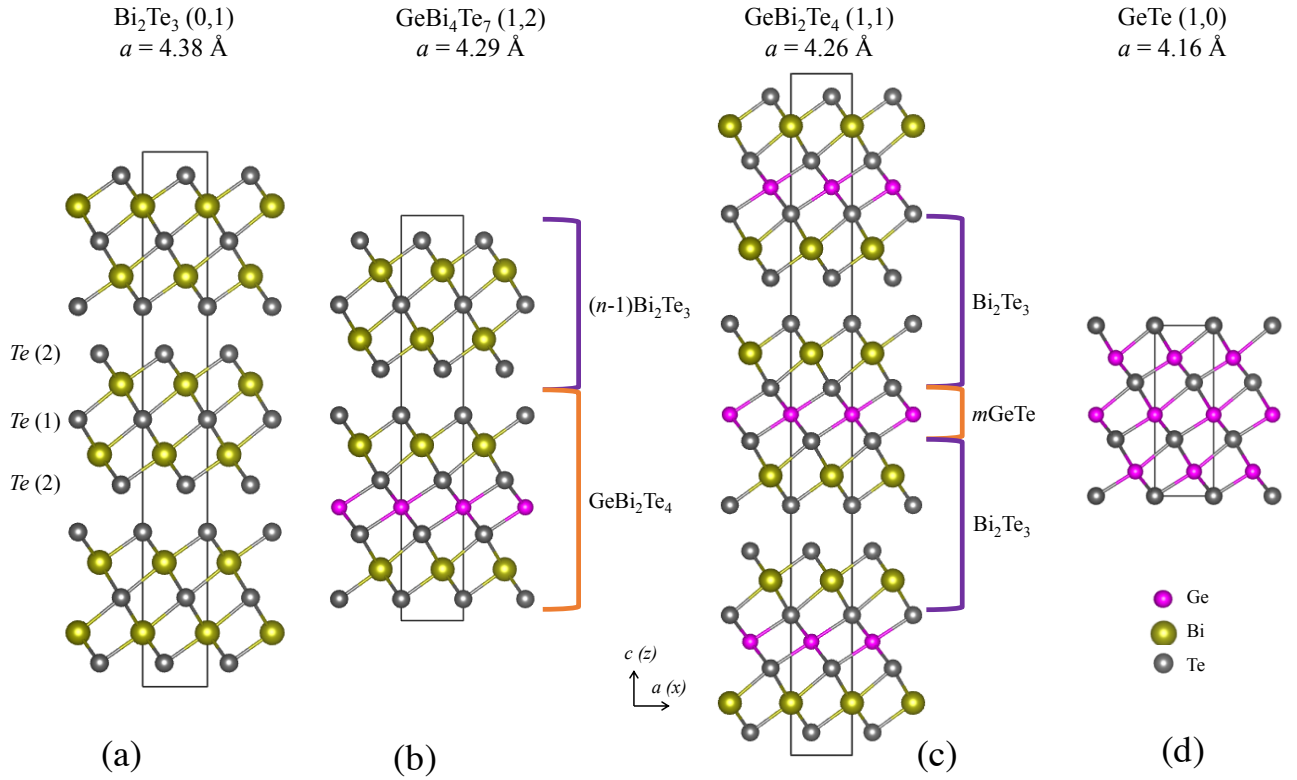 Bi₂Te₃ (0,1)
a = 4.38 Å
GeBi₄Te₇ (1,2)
a = 4.29 Å
GeBi₂Te₄ (1,1)
a = 4.26 Å
GeTe (1,0)
a = 4.16 Å
Te (2)
Te (1)
Te (2)
(n-1)Bi₂Te₃
GeBi₂Te₄
Bi₂Te₃
mGeTe
Bi₂Te₃
Ge
Bi
Te
c (z)
a (x)
(a)
(b)
(c)
(d)